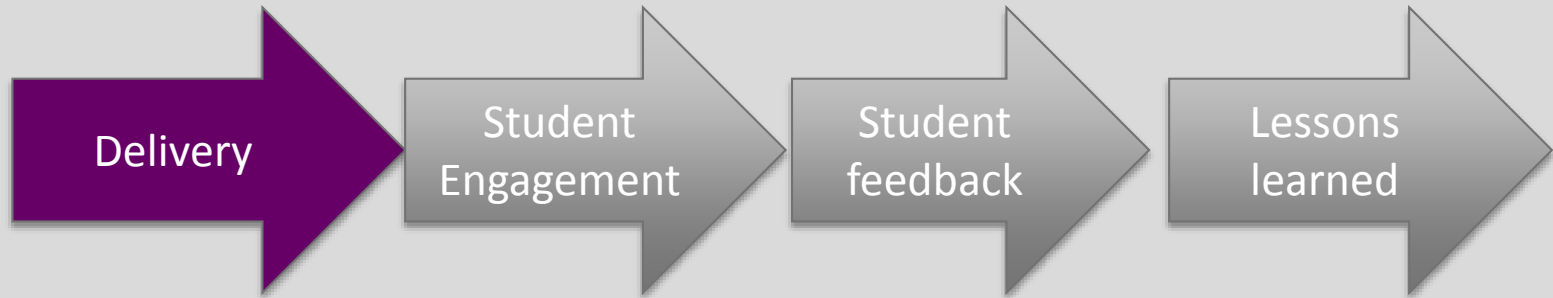 Delivery
Student
Engagement
Student
feedback
Lessons
learned